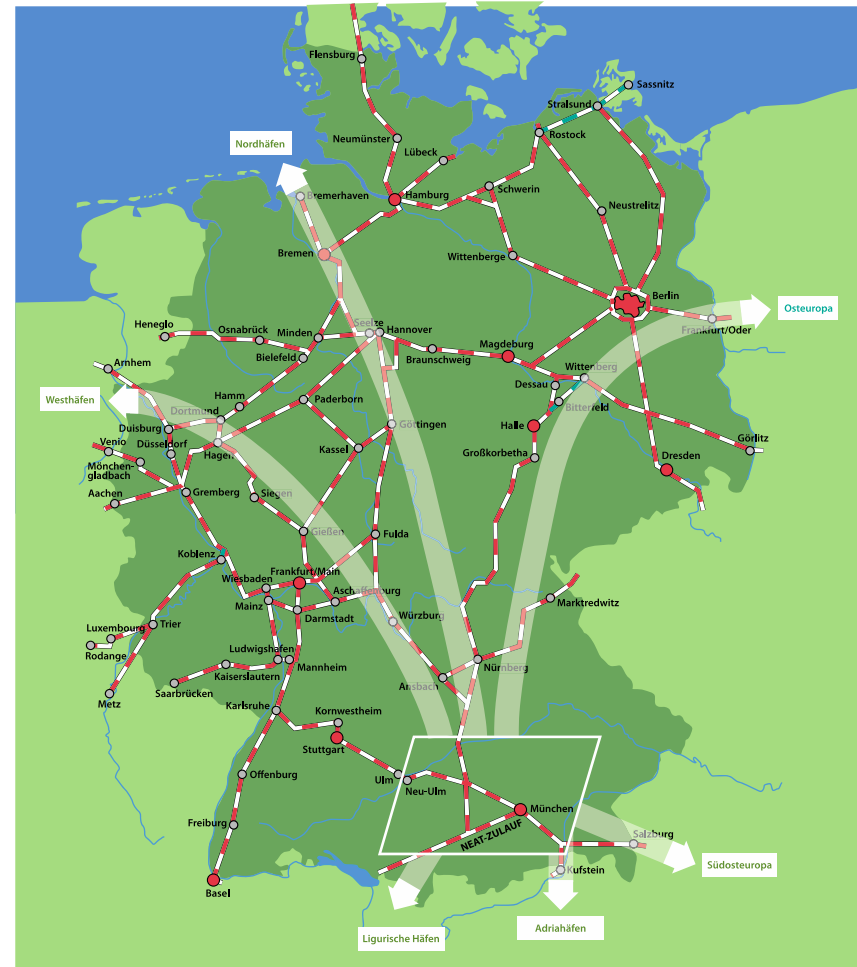 Flensburg
Sassnitz
Stralsund
Neumünster
Rostock
Nordhäfen
Lübeck
Schwerin
Bremerhaven
Hamburg
Neustrelitz
Bremen
Wittenberge
Berlin
Osteuropa
Heneglo
Seelze
Hannover
Frankfurt/Oder
Osnabrück
Minden
Magdeburg
Bielefeld
Braunschweig
Arnhem
Wittenberg
Dessau
Westhäfen
Hamm
Paderborn
Dortmund
Bitterfeld
Duisburg
Göttingen
Halle
Venio
Düsseldorf
Görlitz
Mönchen-
gladbach
Hagen
Kassel
Großkorbetha
Dresden
Aachen
Gremberg
Siegen
Gießen
Fulda
Koblenz
Frankfurt/Main
Wiesbaden
Aschaffenburg
Mainz
Marktredwitz
Luxembourg
Trier
Darmstadt
Würzburg
Rodange
Ludwigshafen
Mannheim
Nürnberg
Kaiserslautern
Ansbach
Saarbrücken
Metz
Karlsruhe
Kornwestheim
Stuttgart
Offenburg
Ulm
Neu-Ulm
München
Freiburg
NEAT-ZULAUF
Salzburg
Südosteuropa
Kufstein
Basel
Adriahäfen
Ligurische Häfen